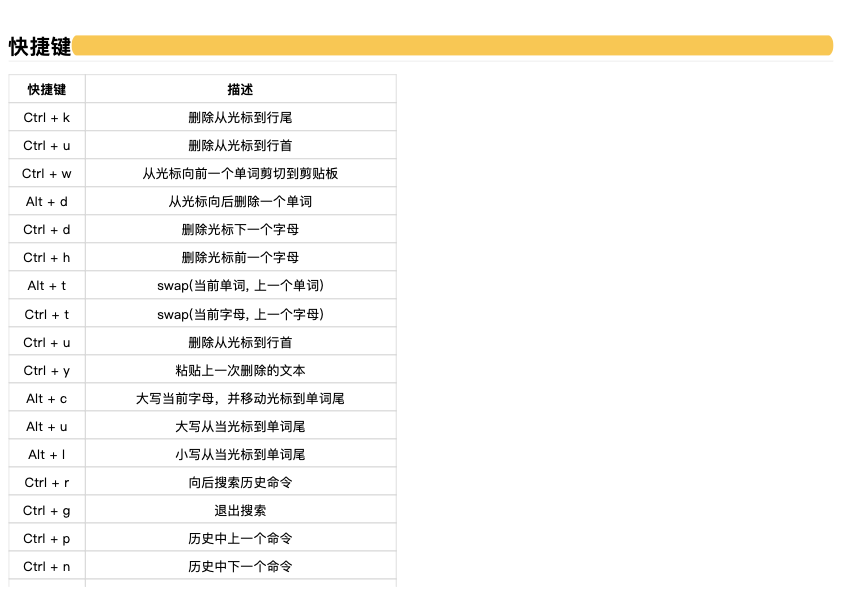 快捷键
快捷键 描述
Ctrl + k 删除从光标到行尾
Ctrl + u 删除从光标到行首
Ctrl + w 从光标向前一个单词剪切到剪贴板
Alt + d 从光标向后删除一个单词
Ctrl + d 删除光标下一个字母
Ctrl + h 删除光标前一个字母
Alt + t swap(当前单词, 上一个单词)
Ctrl + t swap(当前字母, 上一个字母)
Ctrl + u 删除从光标到行首
Ctrl + y 粘贴上一次删除的文本
Alt + c 大写当前字母，并移动光标到单词尾
Alt + u 大写从当光标到单词尾
Alt + l 小写从当光标到单词尾
Ctrl + r 向后搜索历史命令
Ctrl + g 退出搜索
Ctrl + p 历史中上一个命令
Ctrl + n 历史中下一个命令